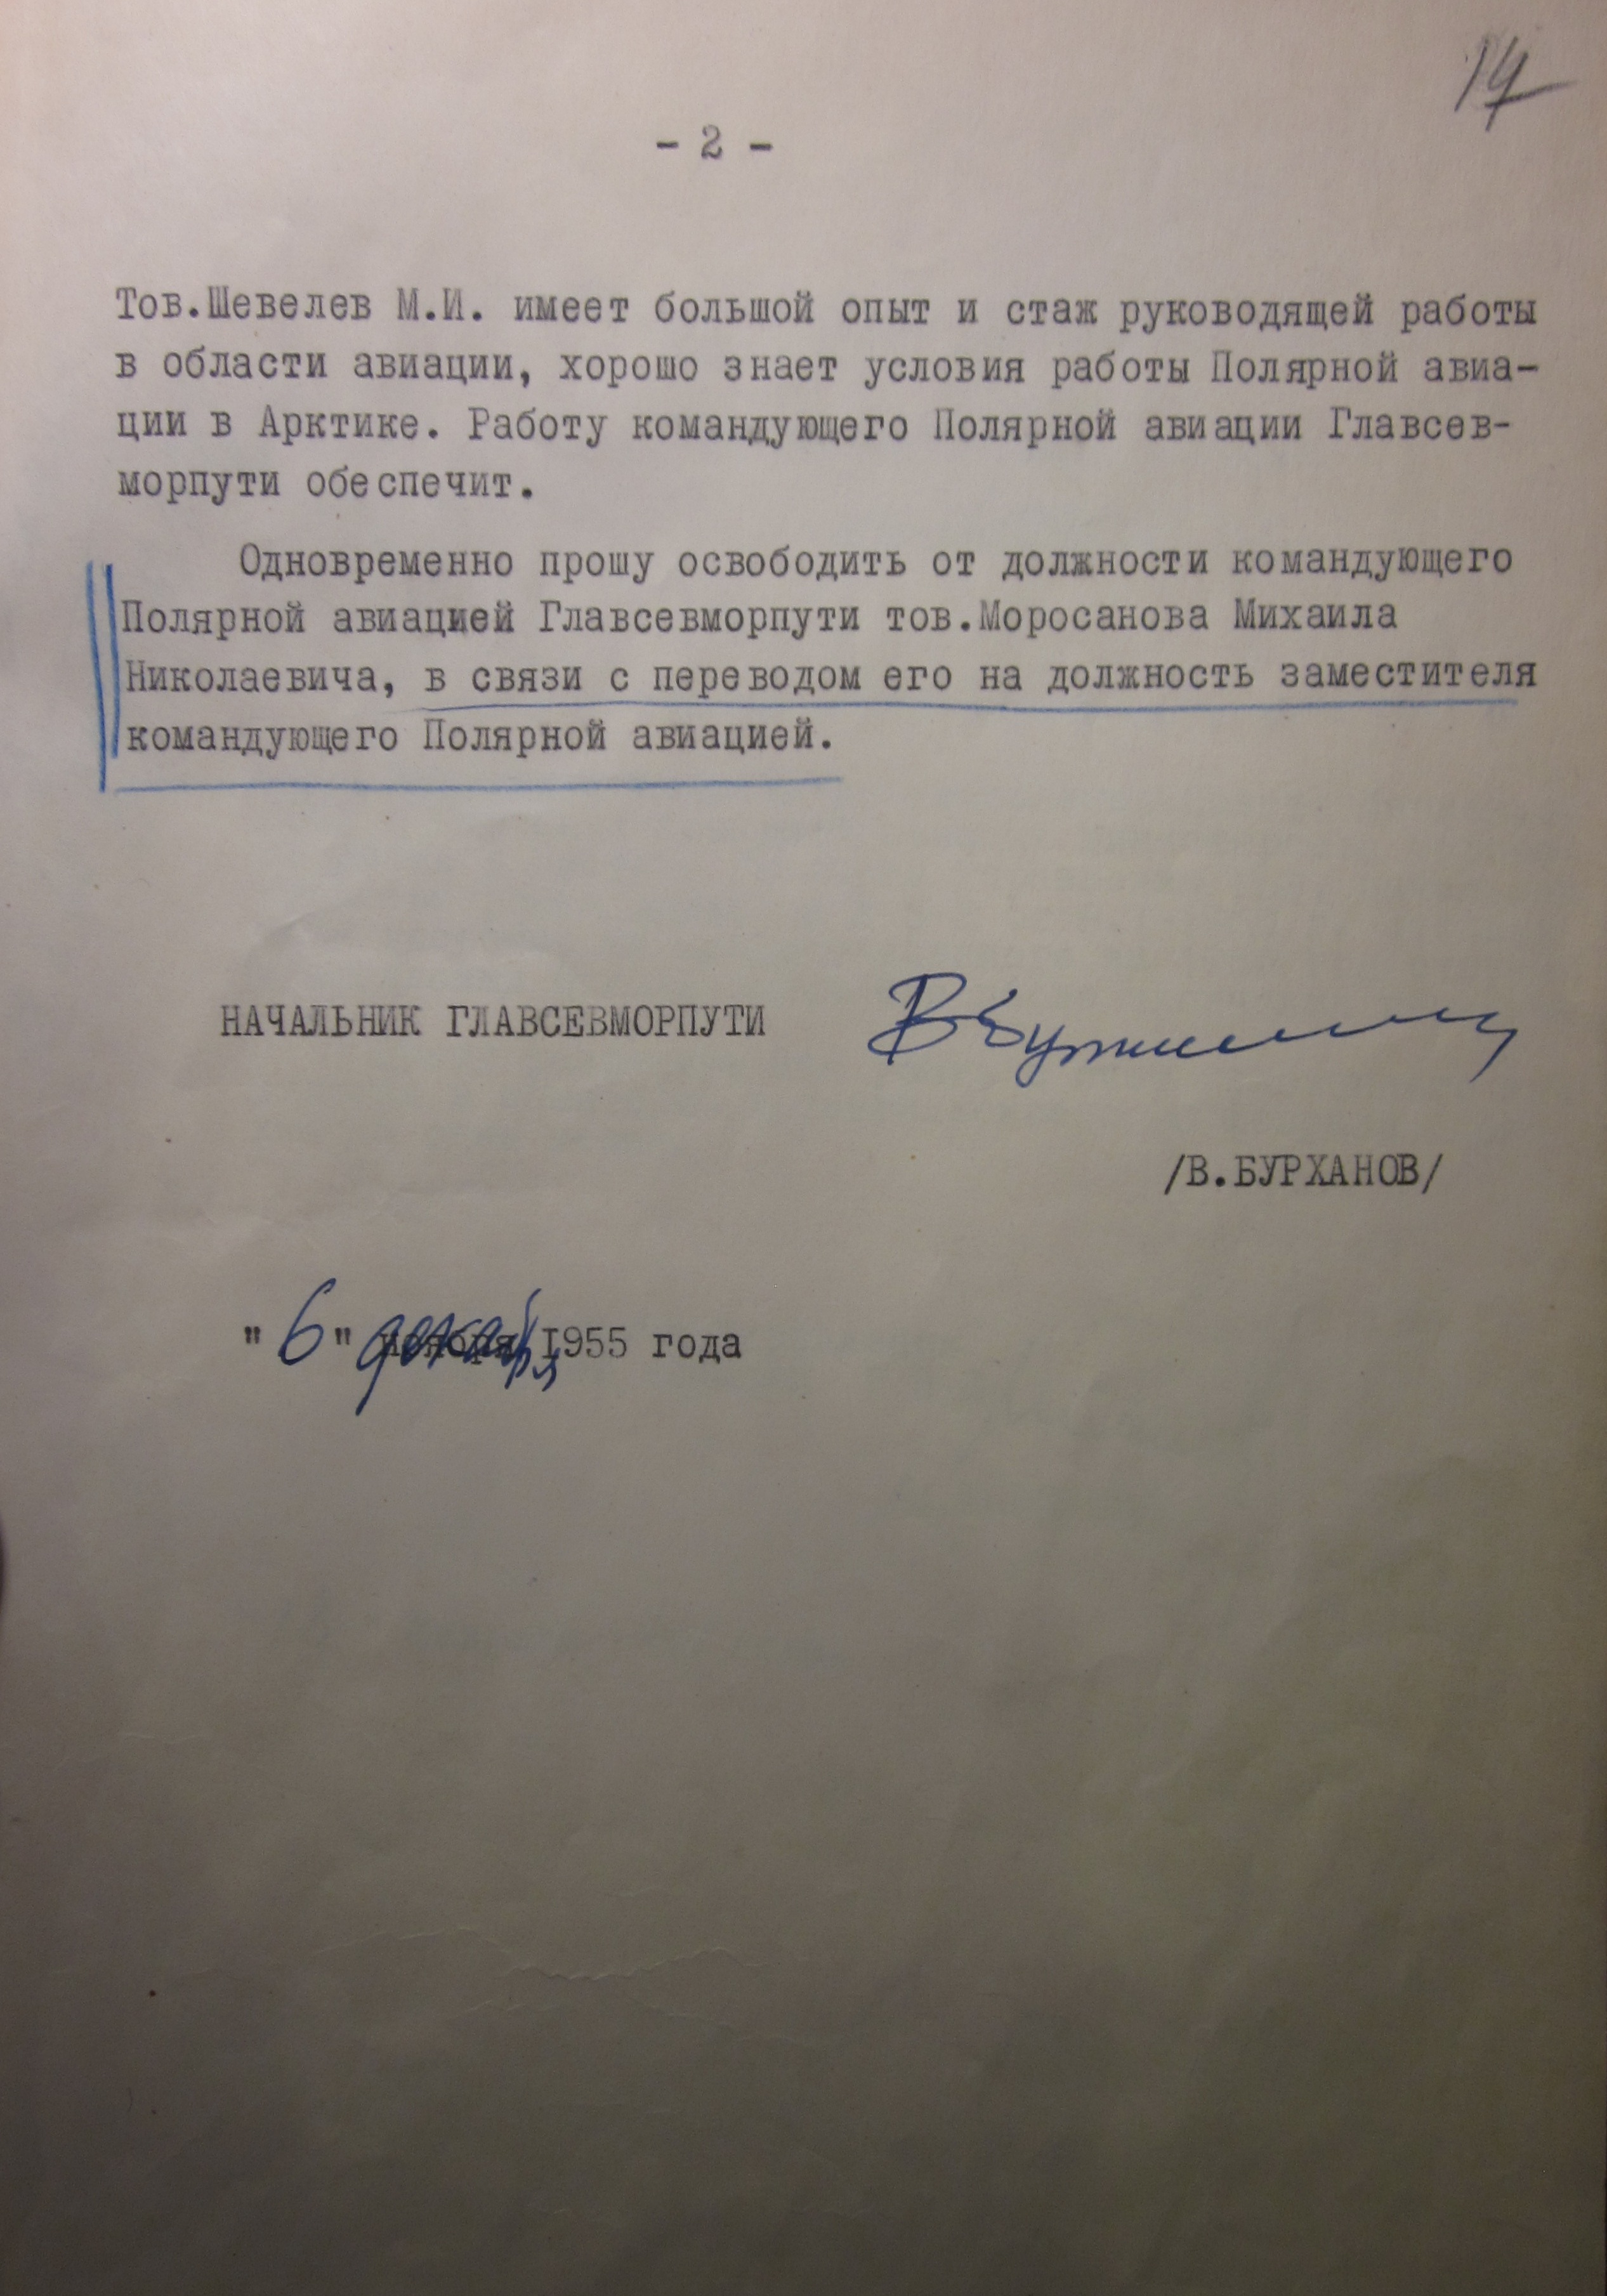 14
- 2 -
Тов.Шевелев М.И. имеет большой опыт и стаж руководящей работы
в области авиации, хорошо знает условия работы Полярной авиа-
ции в Арктике. Работу командующего Полярной авиации Главсев-
морпути обеспечит.
Одновременно прошу освободить от должности командующего
Полярной авиацией Главсевморпути тов.Моросанова Михаила
Николаевича, в связи с переводом его на должность заместителя
командующего Полярной авиацией.
НАЧАЛЬНИК ГЛАВСЕВМОРПУТИ
/В.БУРХАНОВ/
"6" декабря 1955 года